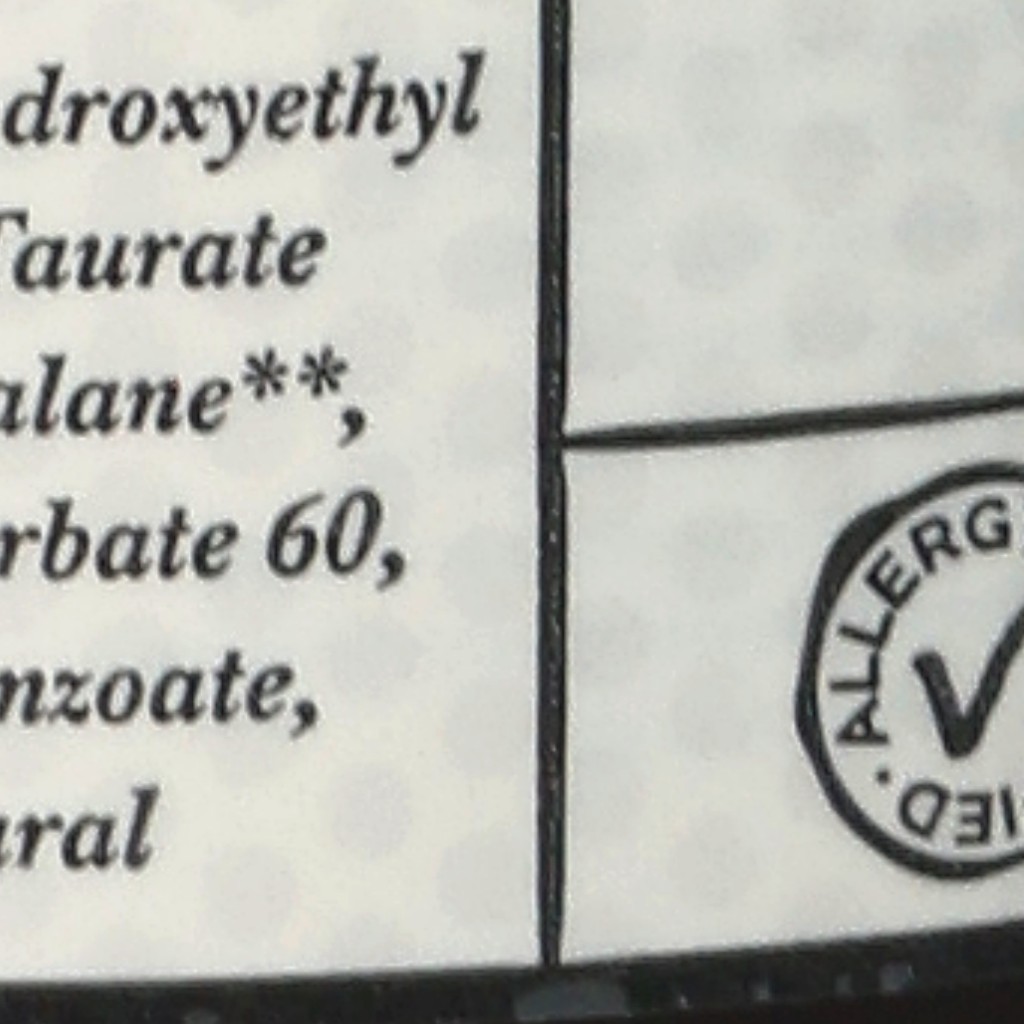 droxyethyl
Taurate
alane**,
rbate 60,
nzoate,
ural
ALLERG
IED